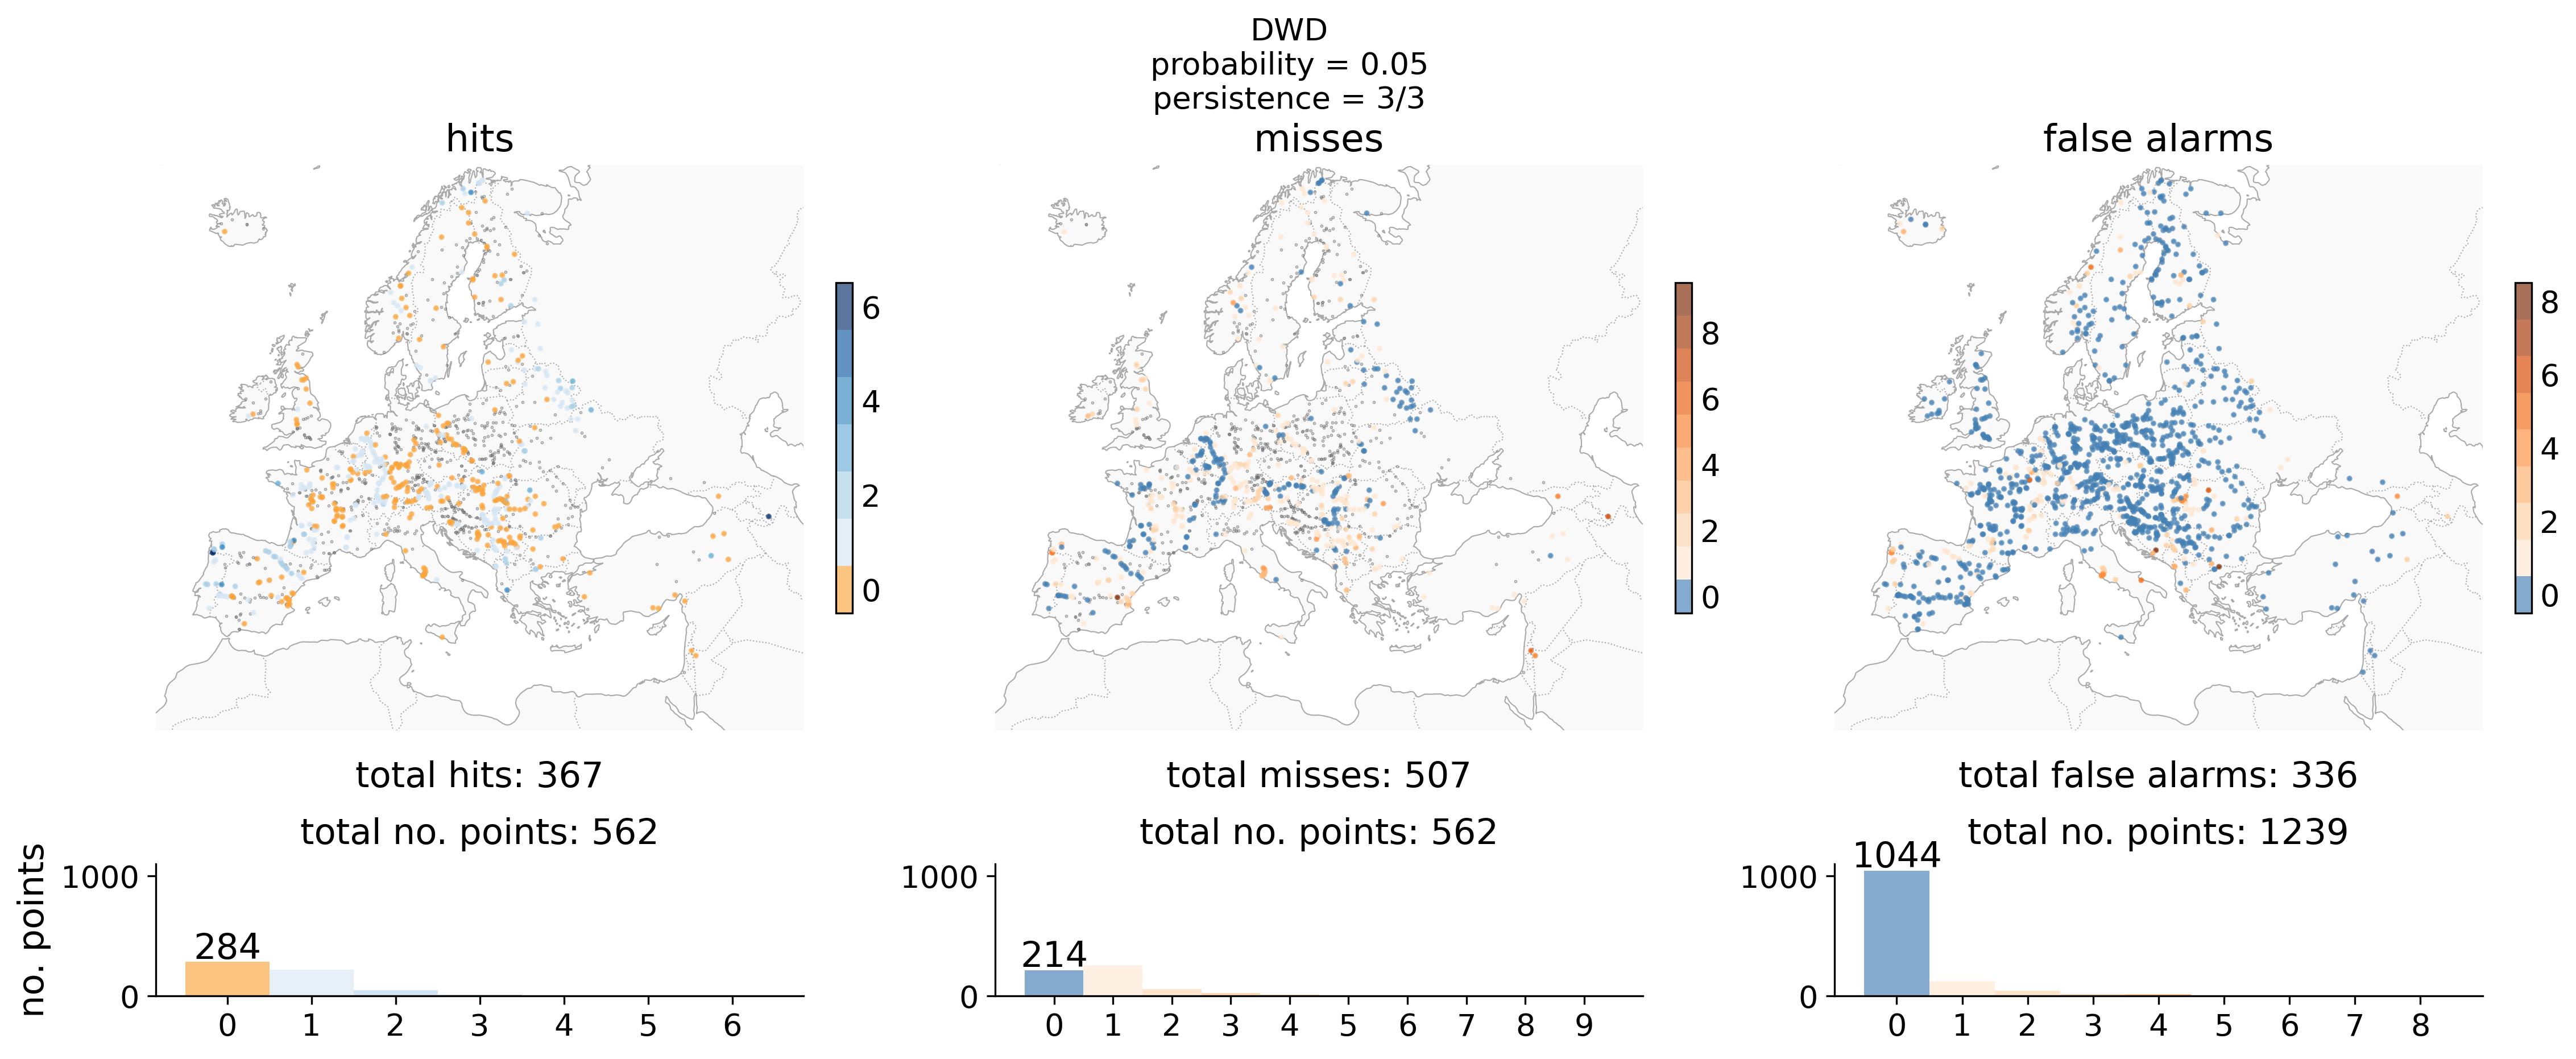 DWD
probability = 0.05
persistence = 3/3
hits
misses
false alarms
6
4
2
0
8
6
4
2
0
8
6
4
2
0
total hits: 367
total misses: 507
total false alarms: 336
total no. points: 562
total no. points: 562
total no. points: 1239
no. points
1000
0
284
0 1 2 3 4 5 6
1000
0
214
0 1 2 3 4 5 6 7 8 9
1000
0
1044
0 1 2 3 4 5 6 7 8